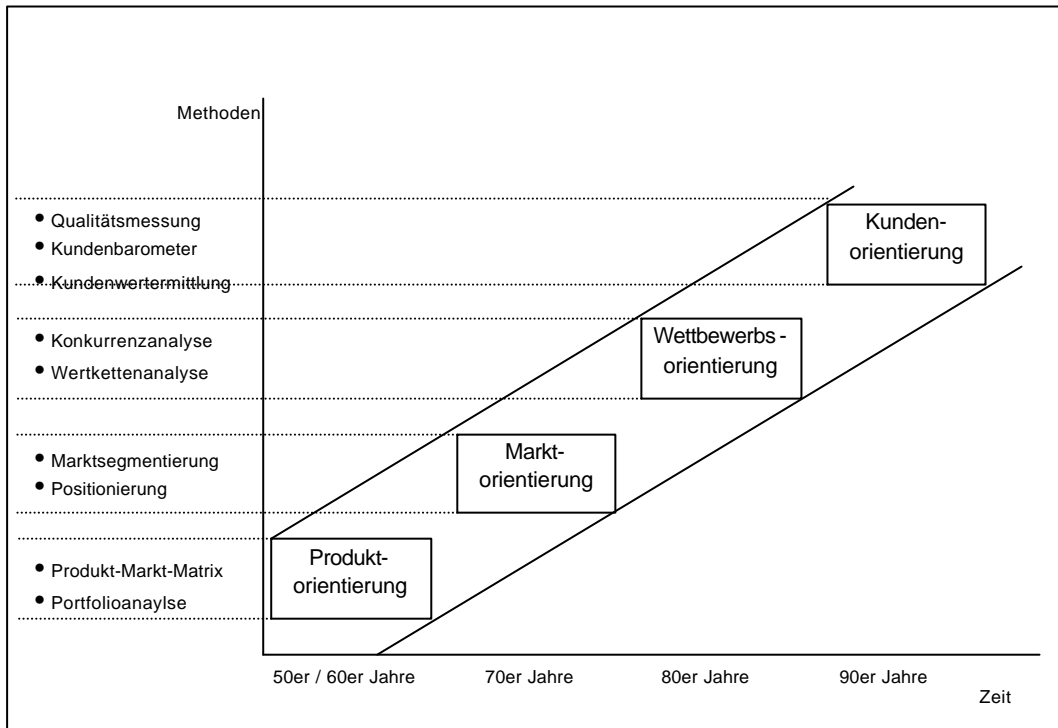 Methoden
• Qualitätsmessung
• Kundenbarometer
• Kundenwertermittlung
Kunden-
orientierung
• Konkurrenzanalyse
• Wertkettenanalyse
Wettbewerbs-
orientierung
• Marktsegmentierung
• Positionierung
Markt-
orientierung
• Produkt-Markt-Matrix
• Portfolioanaylse
Produkt-
orientierung
50er / 60er Jahre 70er Jahre 80er Jahre 90er Jahre
Zeit